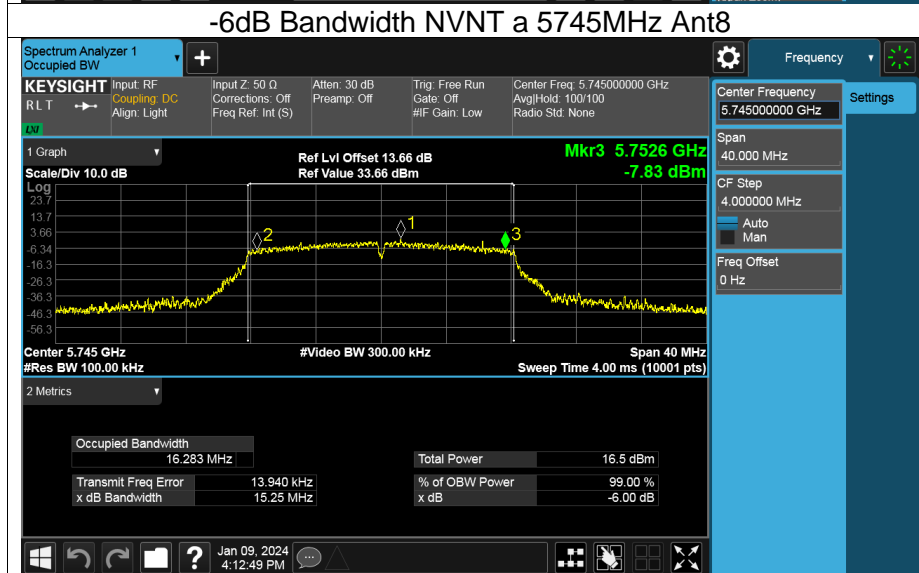 -6dB Bandwidth NVNT a 5745MHz Ant8
Spectrum Analyzer 1
Occupied BW
+
Frequency
KEYSIGHT
R L T
LXI
Input: RF
Coupling: DC
Align: Light
Input Z: 50 Ω
Corrections: Off
Freq Ref: Int (S)
Atten: 30 dB
Preamp: Off
Trig: Free Run
Gate: Off
#IF Gain: Low
Center Freq: 5.745000000 GHz
Avg|Hold: 100/100
Radio Std: None
Center Frequency
5.745000000 GHz
Settings
Span
40.000 MHz
CF Step
4.000000 MHz
Auto
Man
Freq Offset
0 Hz
1 Graph
Scale/Div 10.0 dB
Ref Lvl Offset 13.66 dB
Ref Value 33.66 dBm
Mkr3 5.7526 GHz
-7.83 dBm
Log
23.7
13.7
3.66
-6.34
-16.3
-26.3
-36.3
-46.3
-56.3
2
1
3
Center 5.745 GHz
#Res BW 100.00 kHz
#Video BW 300.00 kHz
Span 40 MHz
Sweep Time 4.00 ms (10001 pts)
2 Metrics
Occupied Bandwidth
16.283 MHz
Total Power 16.5 dBm
Transmit Freq Error 13.940 kHz
% of OBW Power 99.00 %
x dB Bandwidth 15.25 MHz
x dB -6.00 dB
?
Jan 09, 2024
4:12:49 PM